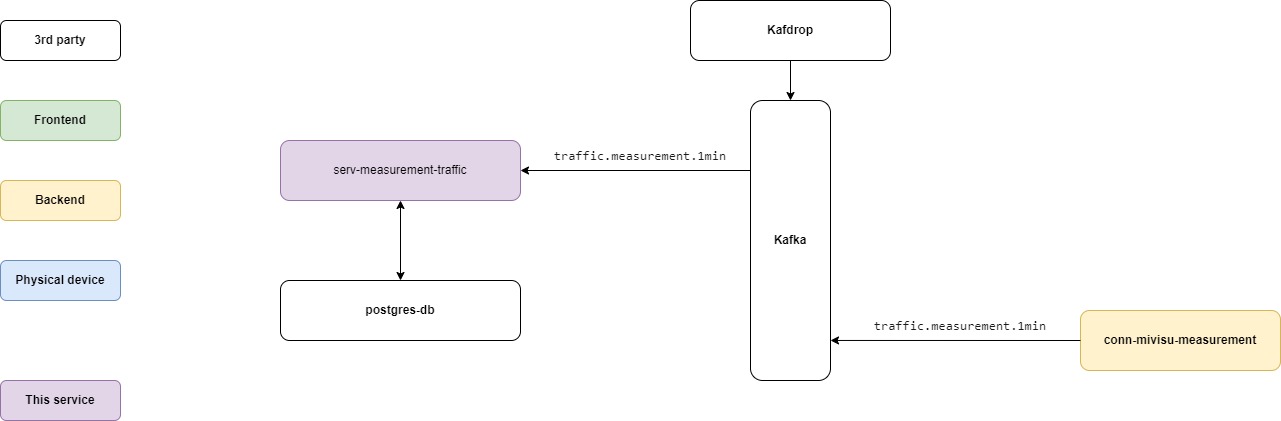 3rd party
Frontend
Backend
Physical device
This service
Kafdrop
traffic.measurement.1min
serv-measurement-traffic
Kafka
postgres-db
traffic.measurement.1min
conn-mivisu-measurement